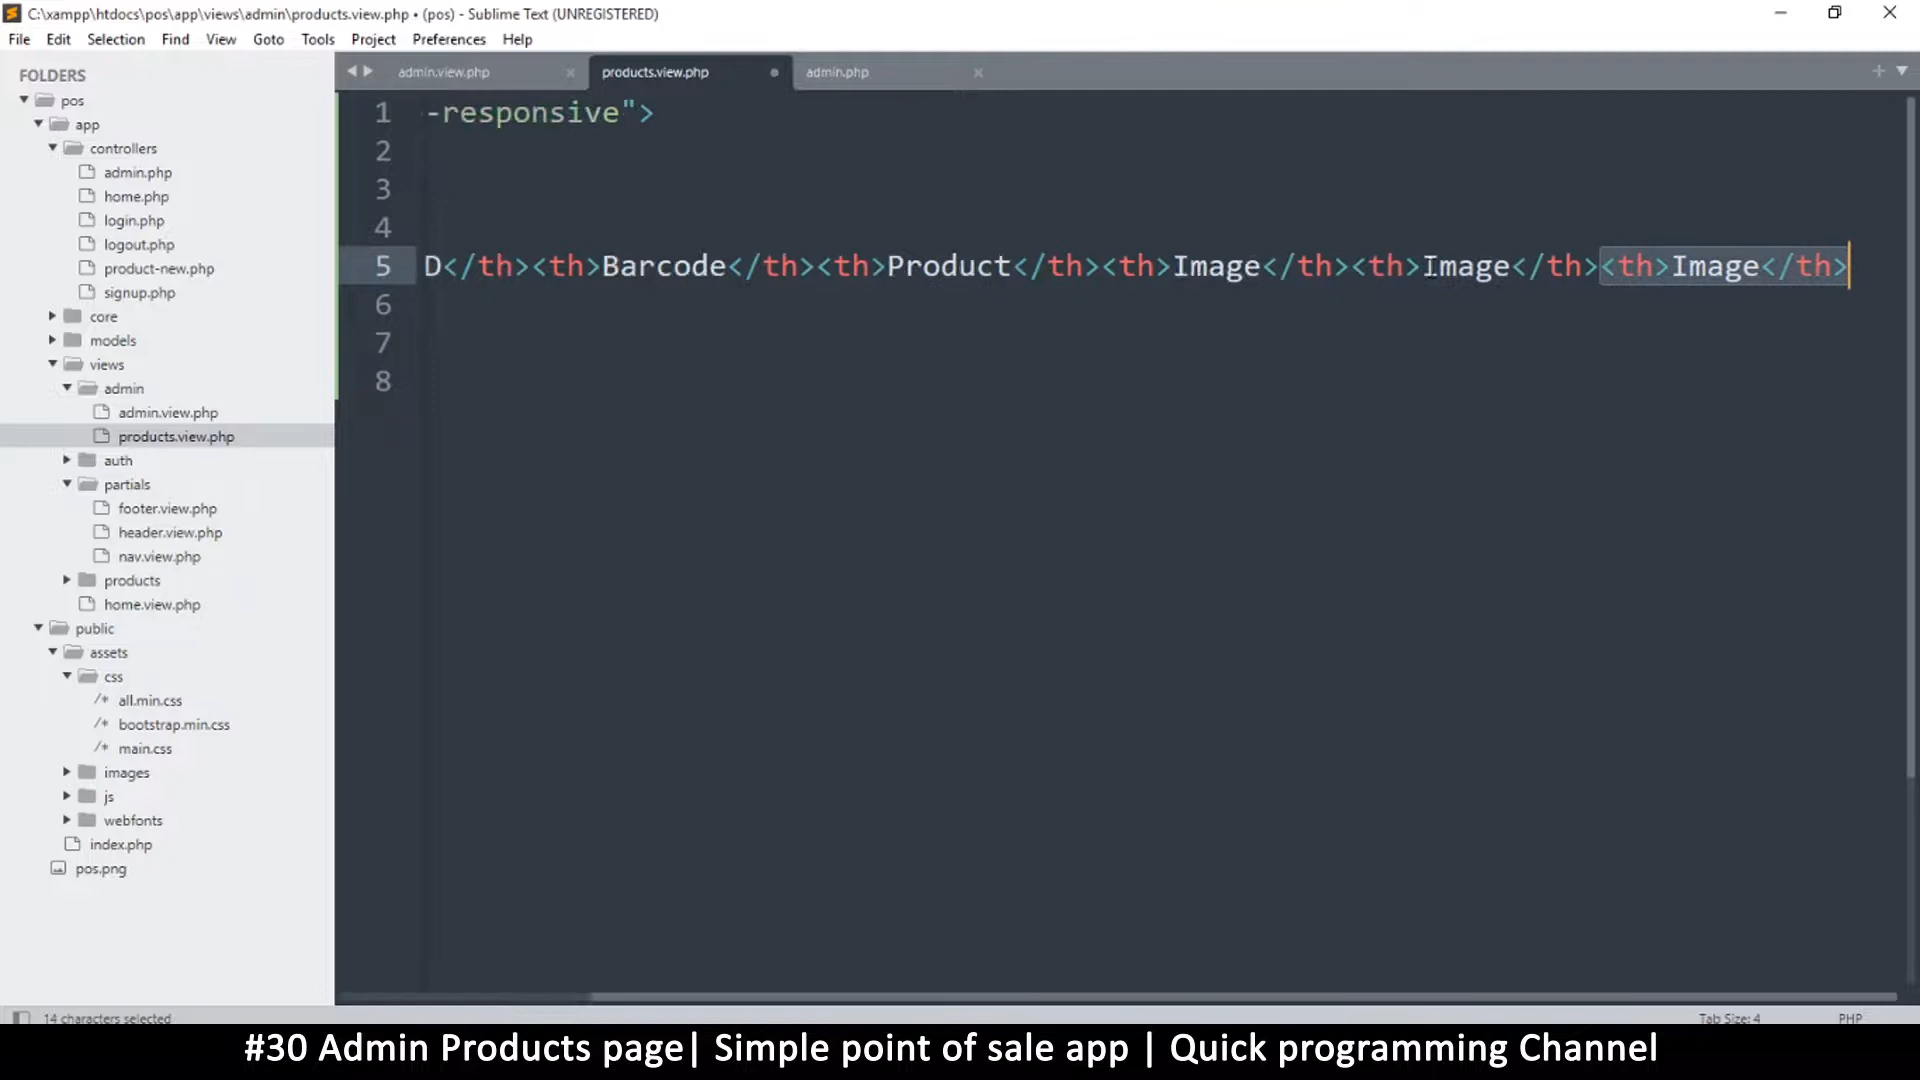 C:\xampp\htdocs\pos\app\views\admin\products.view.php • (pos) - Sublime Text (UNREGISTERED)
File Edit Selection Find View Goto Tools Project Preferences Help
FOLDERS
pos
app
controllers
admin.php
home.php
login.php
logout.php
product-new.php
signup.php
core
models
views
admin
admin.view.php
products.view.php
auth
partials
footer.view.php
header.view.php
nav.view.php
products
home.view.php
public
assets
css
/* all.min.css
/* bootstrap.min.css
/* main.css
images
js
webfonts
index.php
pos.png
admin.view.php products.view.php admin.php
1 -responsive">
2
3
4
5 D</th><th>Barcode</th><th>Product</th><th>Image</th><th>Image</th><th>Image</th>
6
7
8
14 characters selected Tab Size: 4 PHP
#30 Admin Products page| Simple point of sale app | Quick programming Channel